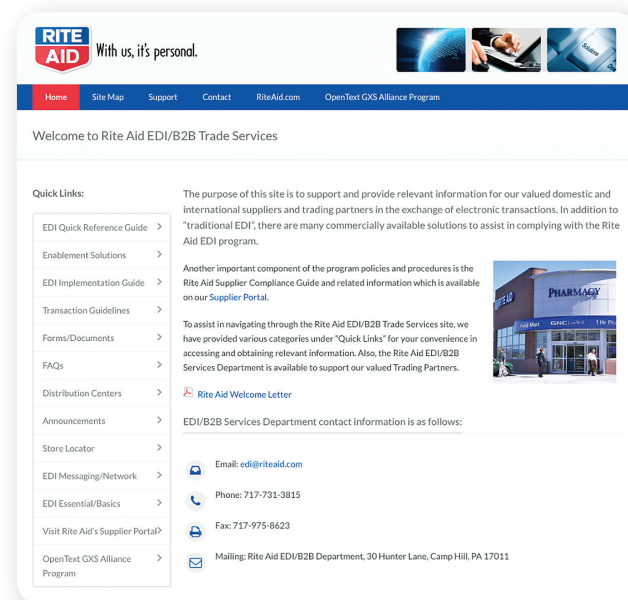 RITE
AID
With us, it's personal.
Solutions
Home Site Map Support Contact RiteAid.com OpenText GXS Alliance Program
Welcome to Rite Aid EDI/B2B Trade Services
Quick Links:
EDI Quick Reference Guide
Enablement Solutions
EDI Implementation Guide
Transaction Guidelines
Forms/Documents
FAQs
Distribution Centers
Announcements
Store Locator
EDI Messaging/Network
EDI Essential/Basics
Visit Rite Aid's Supplier Portal
OpenText GXS Alliance
Program
The purpose of this site is to support and provide relevant information for our valued domestic and
international suppliers and trading partners in the exchange of electronic transactions. In addition to
"traditional EDI", there are many commercially available solutions to assist in complying with the Rite
Aid EDI program.
Another important component of the program policies and procedures is the
Rite Aid Supplier Compliance Guide and related information which is available
on our Supplier Portal.
To assist in navigating through the Rite Aid EDI/B2B Trade Services site, we
have provided various categories under "Quick Links" for your convenience in
accessing and obtaining relevant information. Also, the Rite Aid EDI/B2B
Services Department is available to support our valued Trading Partners.
RITE AID
PHARMACY
Food Mart GNC LiveWell 1 Hr Pho
Rite Aid Welcome Letter
EDI/B2B Services Department contact information is as follows:
Email: edi@riteaid.com
Phone: 717-731-3815
Fax: 717-975-8623
Mailing: Rite Aid EDI/B2B Department, 30 Hunter Lane, Camp Hill, PA 17011